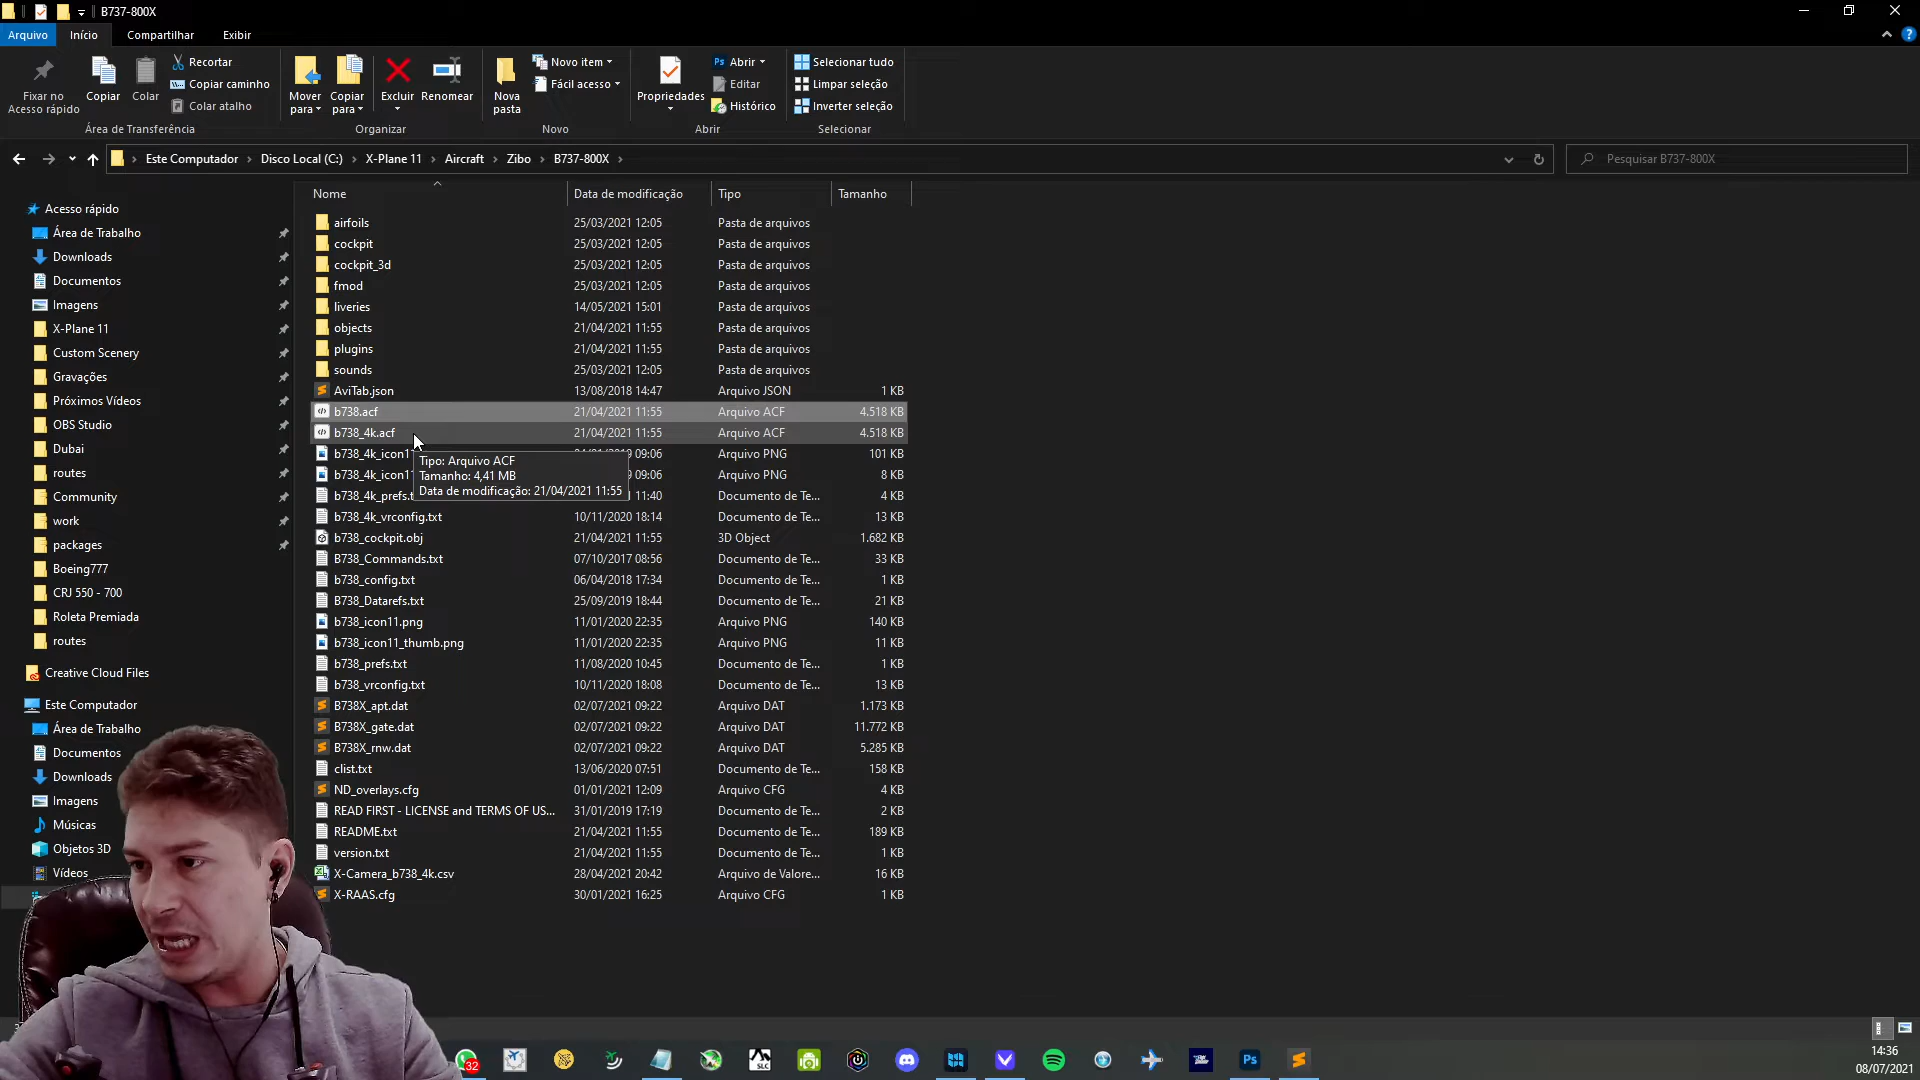 B737-800X
Arquivo Início Compartilhar Exibir
Fixar no Acesso rápido
Copiar
Colar
Recortar
Copiar caminho
Colar atalho
Mover para
Copiar para
Excluir
Renomear
Nova pasta
Novo item
Fácil acesso
Propriedades
Abrir
Editar
Histórico
Selecionar tudo
Limpar seleção
Inverter seleção
Área de Transferência Organizar Novo Abrir Selecionar
Este Computador > Disco Local (C:) > X-Plane 11 > Aircraft > Zibo > B737-800X >
Pesquisar B737-800X
Acesso rápido
Área de Trabalho
Downloads
Documentos
Imagens
X-Plane 11
Custom Scenery
Gravações
Próximos Vídeos
OBS Studio
Dubai
routes
Community
work
packages
Boeing777
CRJ 550 - 700
Roleta Premiada
routes
Creative Cloud Files
Este Computador
Área de Trabalho
Documentos
Downloads
Imagens
Músicas
Objetos 3D
Vídeos
Nome Data de modificação Tipo Tamanho
airfoils 25/03/2021 12:05 Pasta de arquivos
cockpit 25/03/2021 12:05 Pasta de arquivos
cockpit_3d 25/03/2021 12:05 Pasta de arquivos
fmod 25/03/2021 12:05 Pasta de arquivos
liveries 14/05/2021 15:01 Pasta de arquivos
objects 21/04/2021 11:55 Pasta de arquivos
plugins 21/04/2021 11:55 Pasta de arquivos
sounds 25/03/2021 12:05 Pasta de arquivos
AviTab.json 13/08/2018 14:47 Arquivo JSON 1 KB
b738.acf 21/04/2021 11:55 Arquivo ACF 4.518 KB
b738_4k.acf 21/04/2021 11:55 Arquivo ACF 4.518 KB
b738_4k_icon1 09:06 Arquivo PNG 101 KB
b738_4k_icon1 09:06 Arquivo PNG 8 KB
b738_4k_prefs.t 11:40 Documento de Te... 4 KB
Tipo: Arquivo ACF
Tamanho: 4,41 MB
Data de modificação: 21/04/2021 11:55
b738_4k_vrconfig.txt 10/11/2020 18:14 Documento de Te... 13 KB
b738_cockpit.obj 21/04/2021 11:55 3D Object 1.682 KB
B738_Commands.txt 07/10/2017 08:56 Documento de Te... 33 KB
b738_config.txt 06/04/2018 17:34 Documento de Te... 1 KB
B738_Datarefs.txt 25/09/2019 18:44 Documento de Te... 21 KB
b738_icon11.png 11/01/2020 22:35 Arquivo PNG 140 KB
b738_icon11_thumb.png 11/01/2020 22:35 Arquivo PNG 11 KB
b738_prefs.txt 11/08/2020 10:45 Documento de Te... 1 KB
b738_vrconfig.txt 10/11/2020 18:08 Documento de Te... 13 KB
B738X_apt.dat 02/07/2021 09:22 Arquivo DAT 1.173 KB
B738X_gate.dat 02/07/2021 09:22 Arquivo DAT 11.772 KB
B738X_rnw.dat 02/07/2021 09:22 Arquivo DAT 5.285 KB
clist.txt 13/06/2020 07:51 Documento de Te... 158 KB
ND_overlays.cfg 01/01/2021 12:09 Arquivo CFG 4 KB
READ FIRST - LICENSE and TERMS OF US... 31/01/2019 17:19 Documento de Te... 2 KB
README.txt 21/04/2021 11:55 Documento de Te... 189 KB
version.txt 21/04/2021 11:55 Documento de Te... 1 KB
X-Camera_b738_4k.csv 28/04/2021 20:42 Arquivo de Valore... 16 KB
X-RAAS.cfg 30/01/2021 16:25 Arquivo CFG 1 KB
32
SLC
Ps
14:36
08/07/2021